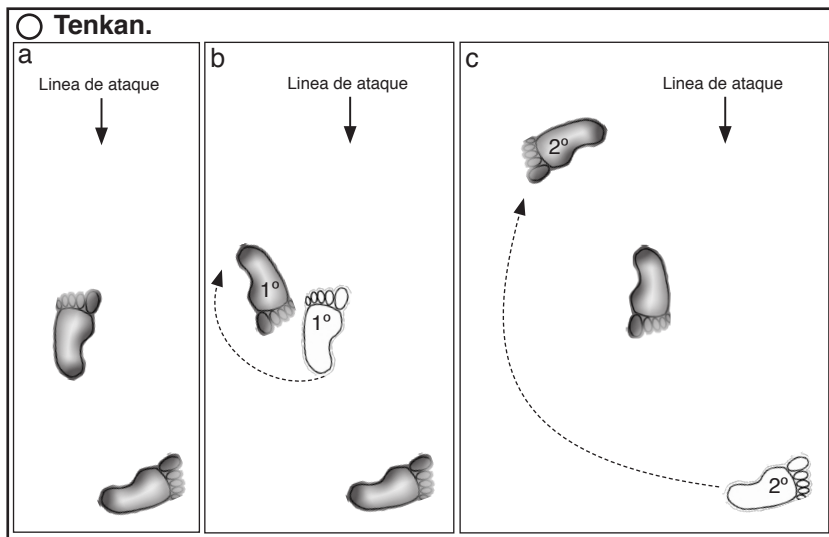 Tenkan.
a
Linea de ataque
b
Linea de ataque
1º
1º
c
Linea de ataque
2º
2º